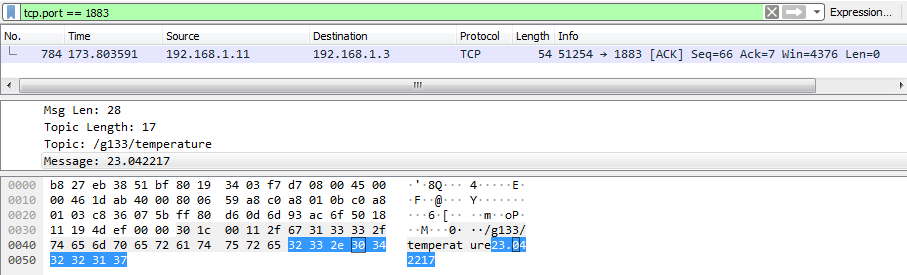 tcp.port == 1883
Expression…
No. Time Source Destination Protocol Length Info
784 173.803591 192.168.1.11 192.168.1.3 TCP 54 51254 → 1883 [ACK] Seq=66 Ack=7 Win=4376 Len=0
Msg Len: 28
Topic Length: 17
Topic: /g133/temperature
Message: 23.042217
0000 b8 27 eb 38 51 bf 80 19 34 03 f7 d7 08 00 45 00 ·'·8Q··· 4·····E·
0010 00 46 1d ab 40 00 80 06 59 a8 c0 a8 01 0b c0 a8 ·F··@··· Y·······
0020 01 03 c8 36 07 5b ff 80 d6 0d 6d 93 ac 6f 50 18 ···6·[·· ··m··oP·
0030 11 19 4d ef 00 00 30 1c 00 11 2f 67 31 33 33 2f ··M···0· ··/g133/
0040 74 65 6d 70 65 72 61 74 75 72 65 32 33 2e 30 34 temperat ure23.04
0050 32 32 31 37 2217